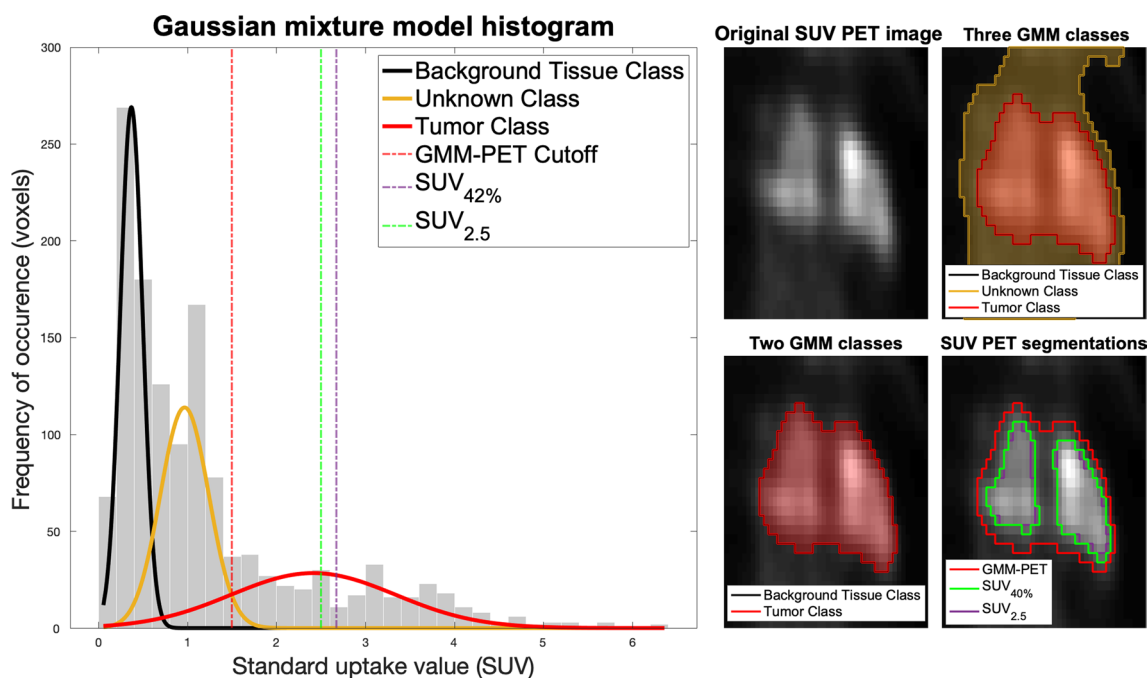 Gaussian mixture model histogram
300
250
200
150
100
50
0
0
1
2
3
4
5
6
Frequency of occurence (voxels)
Standard uptake value (SUV)
Background Tissue Class
Unknown Class
Tumor Class
GMM-PET Cutoff
SUV42%
SUV2.5
Original SUV PET image
Three GMM classes
Background Tissue Class
Unknown Class
Tumor Class
Two GMM classes
Background Tissue Class
Tumor Class
SUV PET segmentations
GMM-PET
SUV40%
SUV2.5